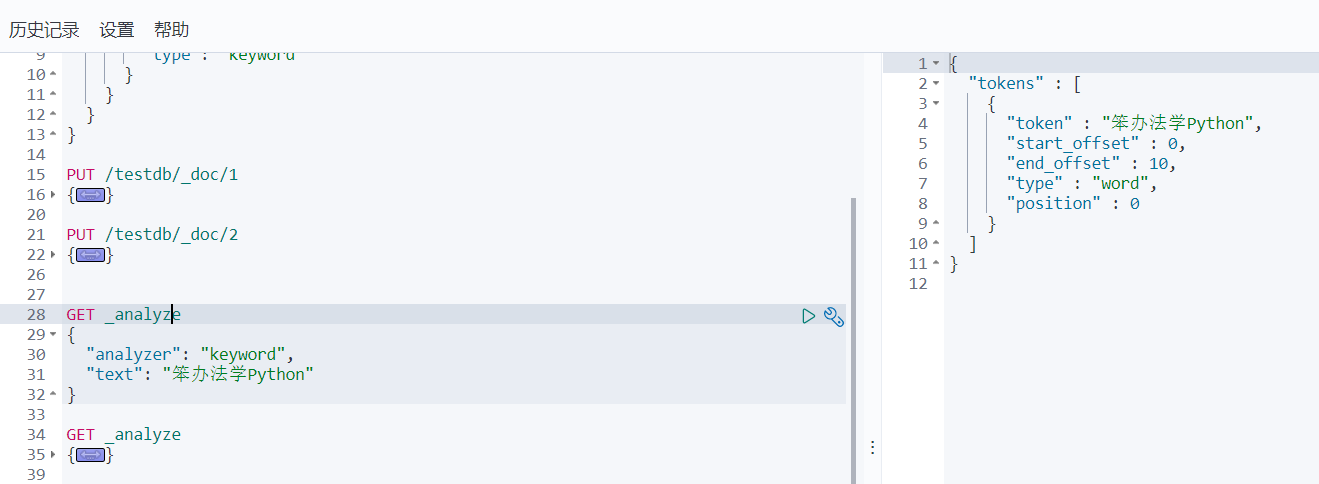 历史记录 设置 帮助
9 "type": "keyword"
10 }
11 }
12 }
13 }
14
15 PUT /testdb/_doc/1
16 {}
20
21 PUT /testdb/_doc/2
22 {}
26
27
28 GET _analyze
29 {
30 "analyzer": "keyword",
31 "text": "笨办法学Python"
32 }
33
34 GET _analyze
35 {}
39
1 {
2 "tokens" : [
3 {
4 "token" : "笨办法学Python",
5 "start_offset" : 0,
6 "end_offset" : 10,
7 "type" : "word",
8 "position" : 0
9 }
10 ]
11 }
12